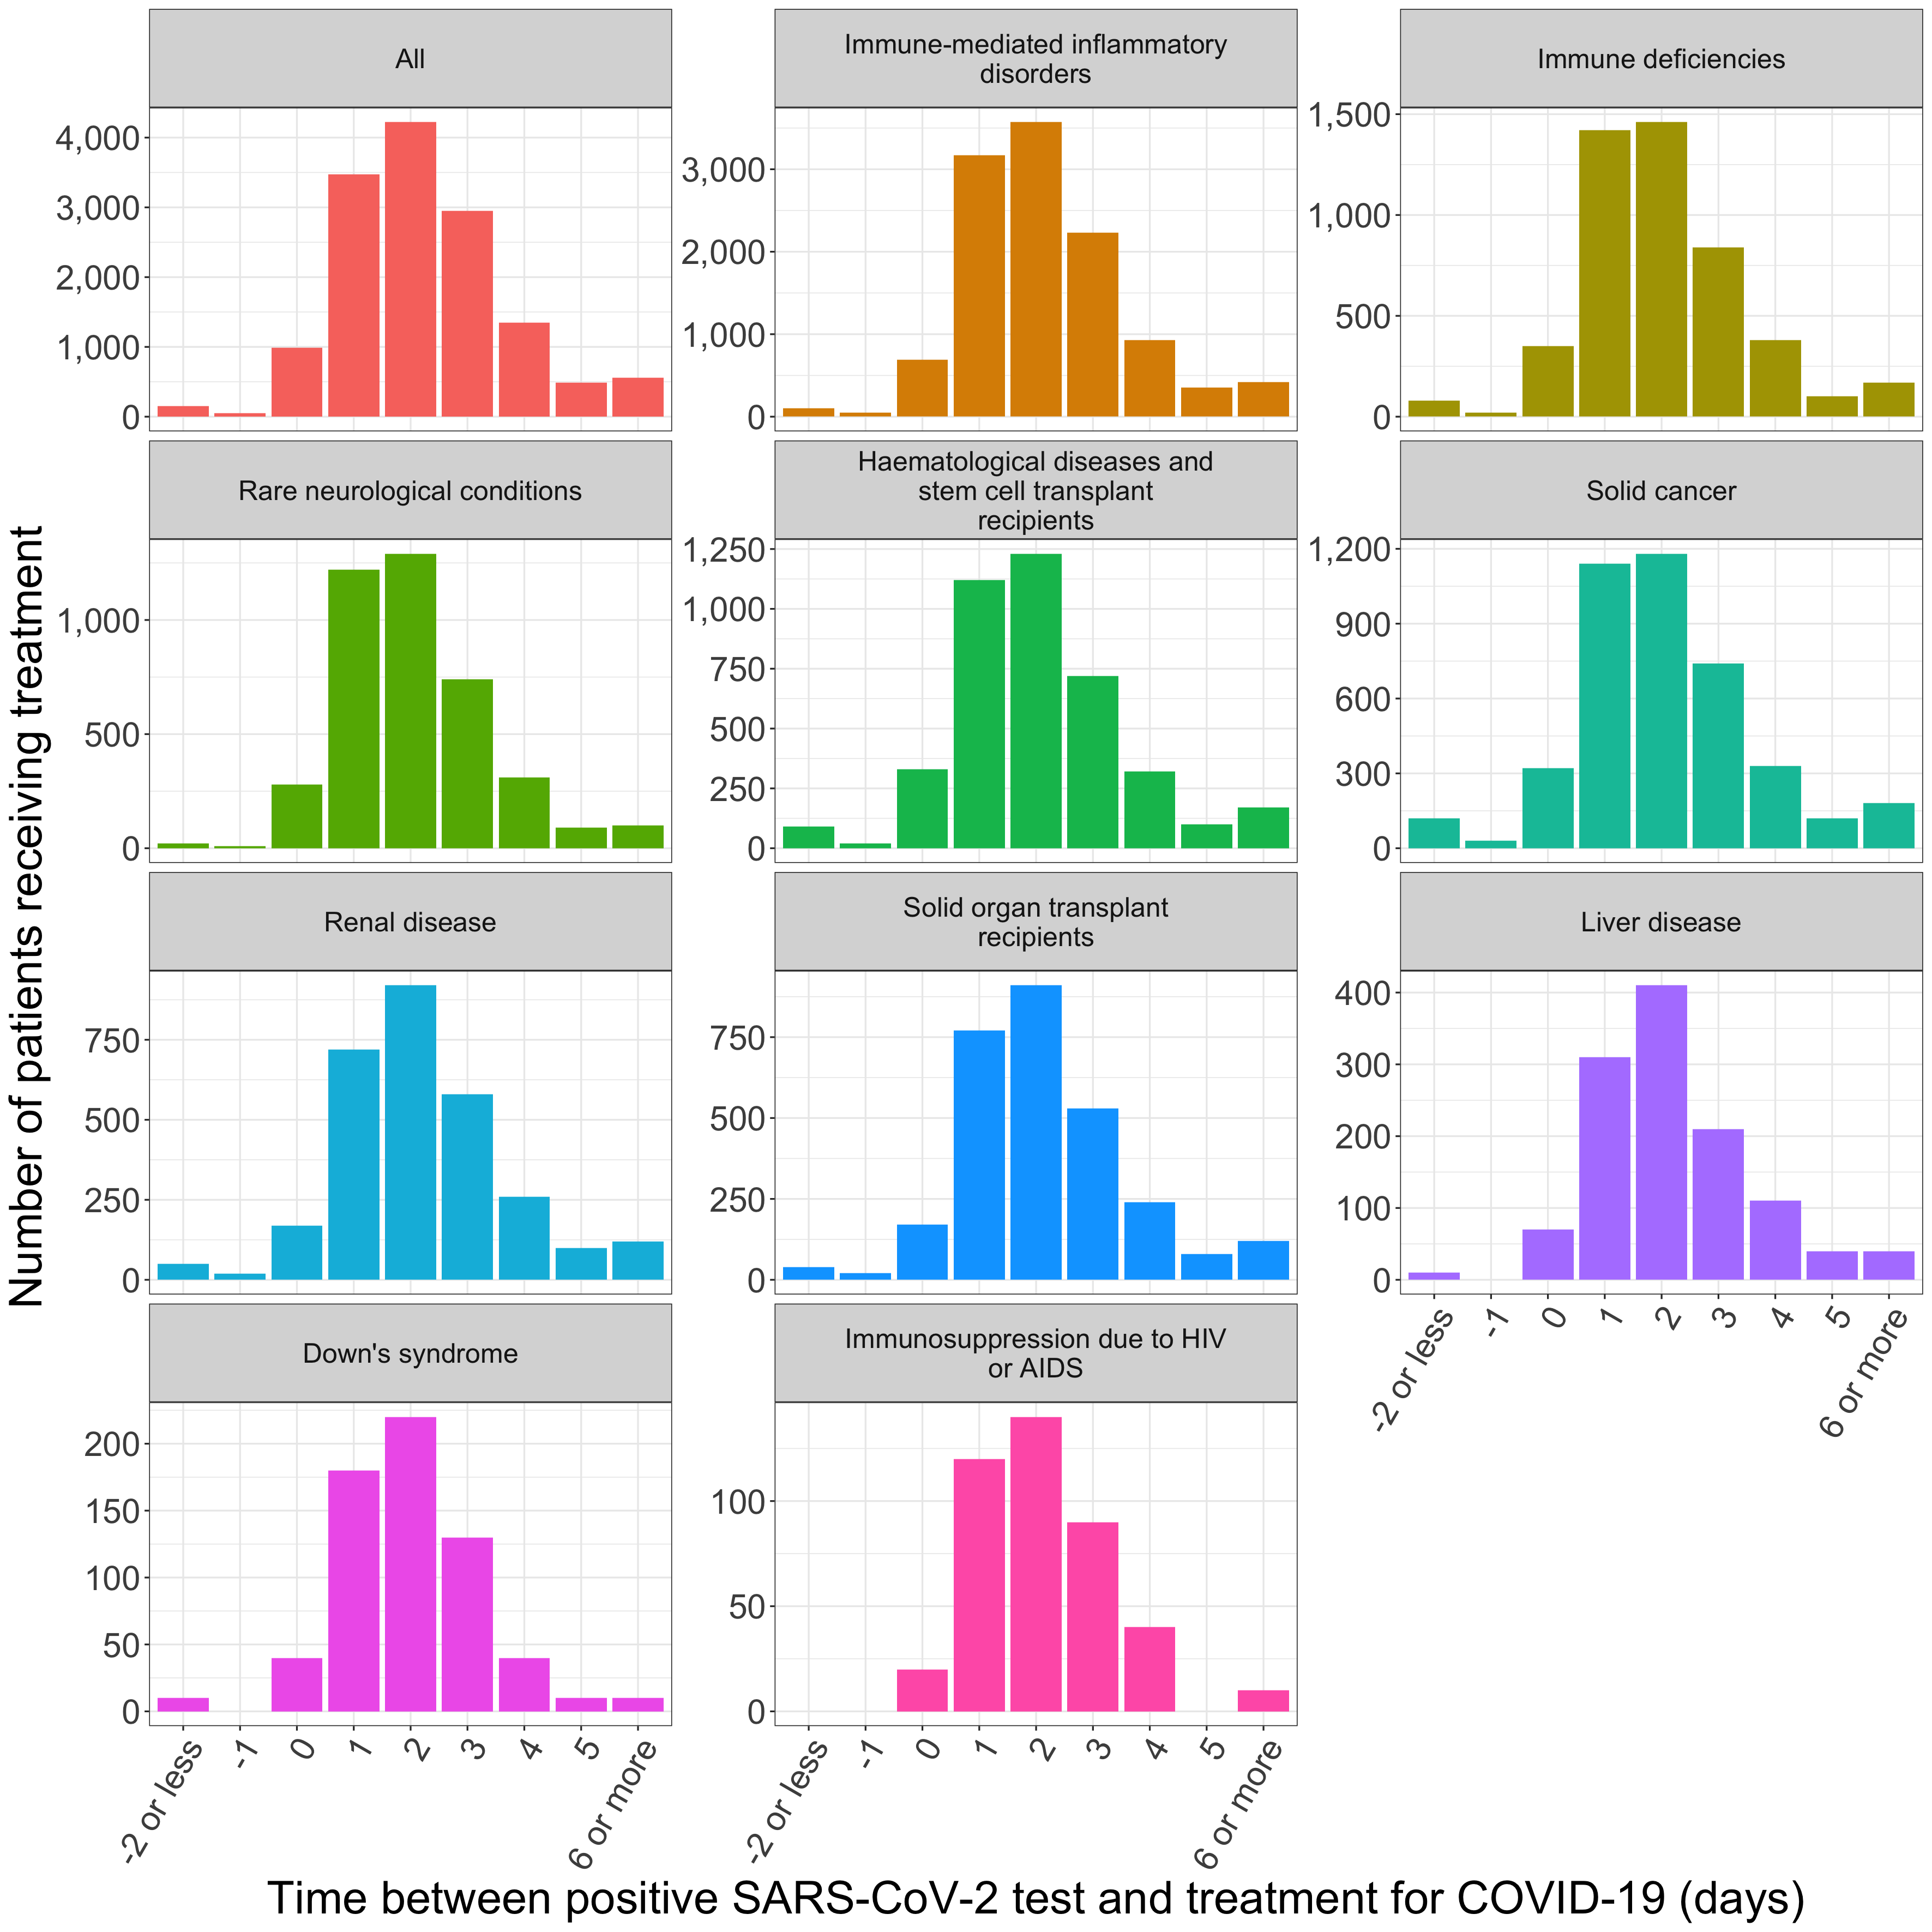 All
Immune-mediated inflammatory
disorders
Immune deficiencies
4,000
3,000
2,000
1,000
0
3,000
2,000
1,000
0
1,500
1,000
500
0
Rare neurological conditions
Haematological diseases and
stem cell transplant
recipients
Solid cancer
1,000
500
0
1,250
1,000
750
500
250
0
1,200
900
600
300
0
Renal disease
Solid organ transplant
recipients
Liver disease
750
500
250
0
750
500
250
0
400
300
200
100
0
-2 or less
-1
0
1
2
3
4
5
6 or more
Down's syndrome
Immunosuppression due to HIV
or AIDS
200
150
100
50
0
100
50
0
-2 or less
-1
0
1
2
3
4
5
6 or more
-2 or less
-1
0
1
2
3
4
5
6 or more
Number of patients receiving treatment
Time between positive SARS-CoV-2 test and treatment for COVID-19 (days)